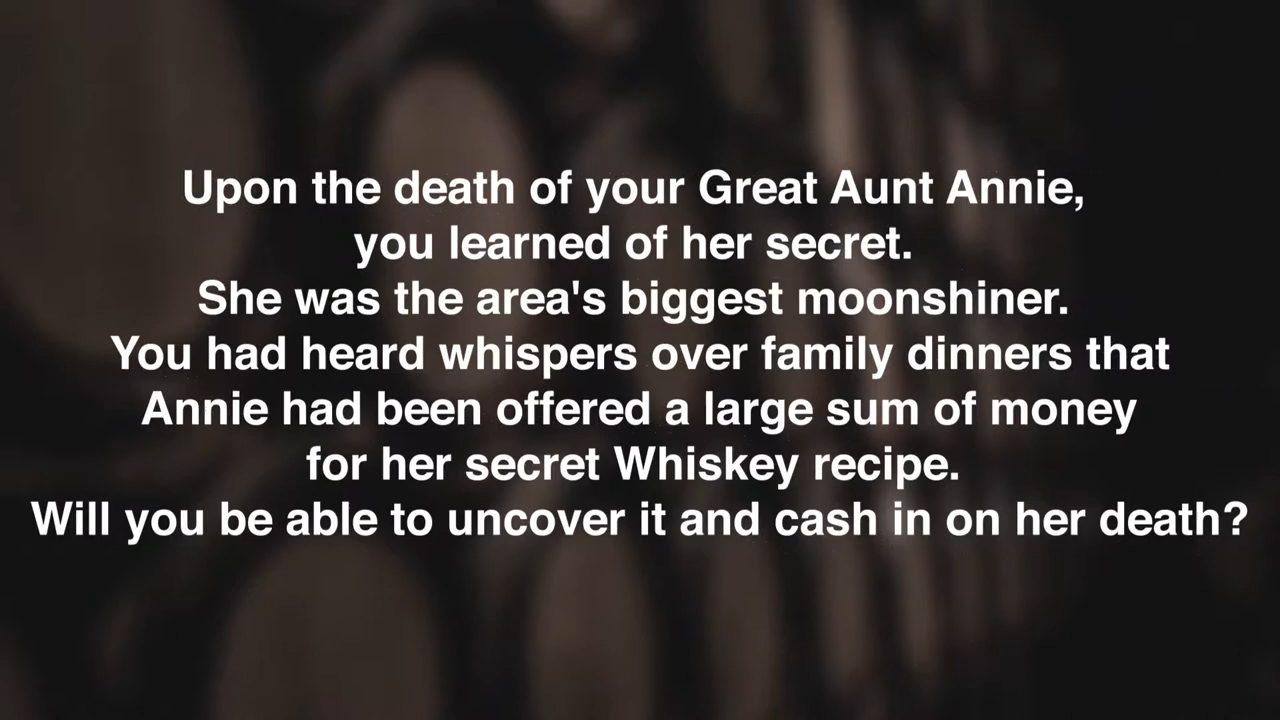 Upon the death of your Great Aunt Annie,
you learned of her secret.
She was the area's biggest moonshiner.
You had heard whispers over family dinners that
Annie had been offered a large sum of money
for her secret Whiskey recipe.
Will you be able to uncover it and cash in on her death?